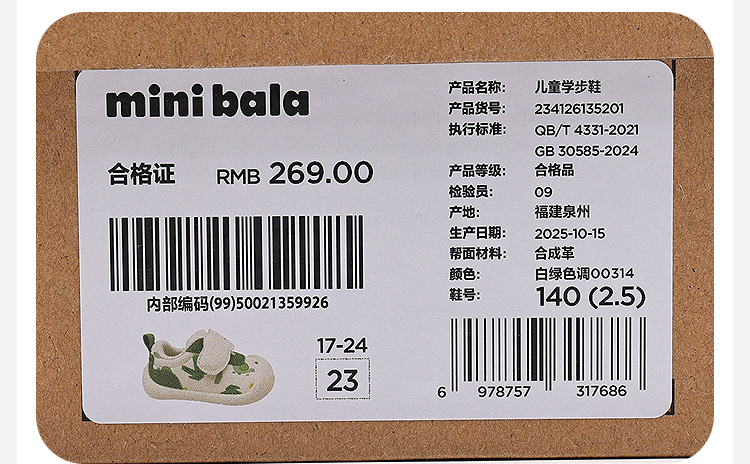 mini bala
合格证 RMB 269.00
内部编码(99)50021359926
17-24
23
产品名称: 儿童学步鞋
产品货号: 234126135201
执行标准: QB/T 4331-2021
GB 30585-2024
产品等级: 合格品
检验员: 09
产地: 福建泉州
生产日期: 2025-10-15
帮面材料: 合成革
颜色: 白绿色调00314
鞋号: 140 (2.5)
6 978757 317686